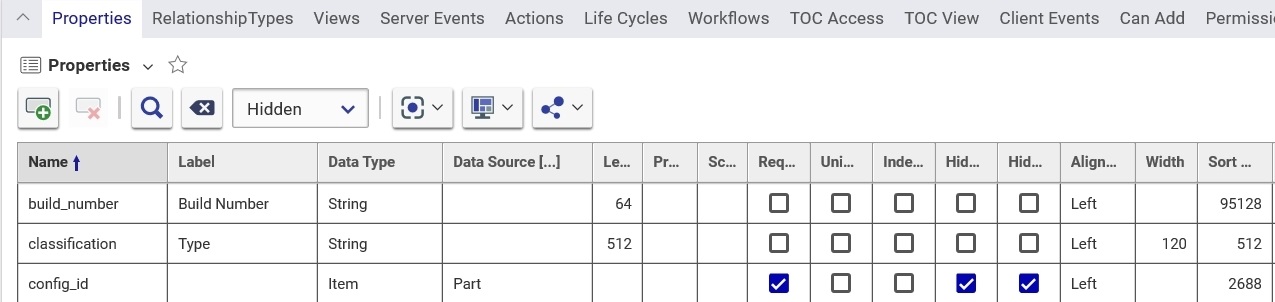 Properties RelationshipTypes Views Server Events Actions Life Cycles Workflows TOC Access TOC View Client Events Can Add Permissi
Properties
Hidden
Name Label Data Type Data Source [...] Le... Pr... Sc... Req... Uni... Inde... Hid... Hid... Align... Width Sort ...
build_number Build Number String 64 Left 95128
classification Type String 512 Left 120 512
config_id Item Part Left 2688